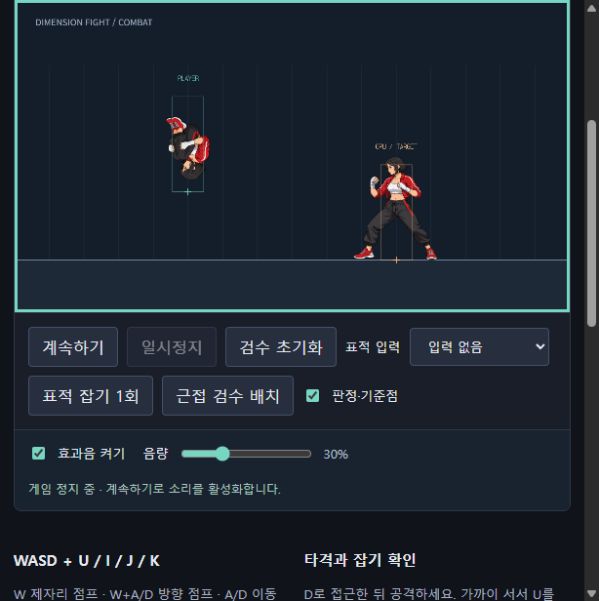 DIMENSION FIGHT / COMBAT
PLAYER
CPU / TARGET
계속하기 일시정지 검수 초기화 표적 입력 입력 없음
표적 잡기 1회 근접 검수 배치 판정·기준점
효과음 켜기 음량 30%
게임 정지 중 · 계속하기로 소리를 활성화합니다.
WASD + U / I / J / K
W 제자리 점프 · W+A/D 방향 점프 · A/D 이동
타격과 잡기 확인
D로 접근한 뒤 공격하세요. 가까이 서서 U를